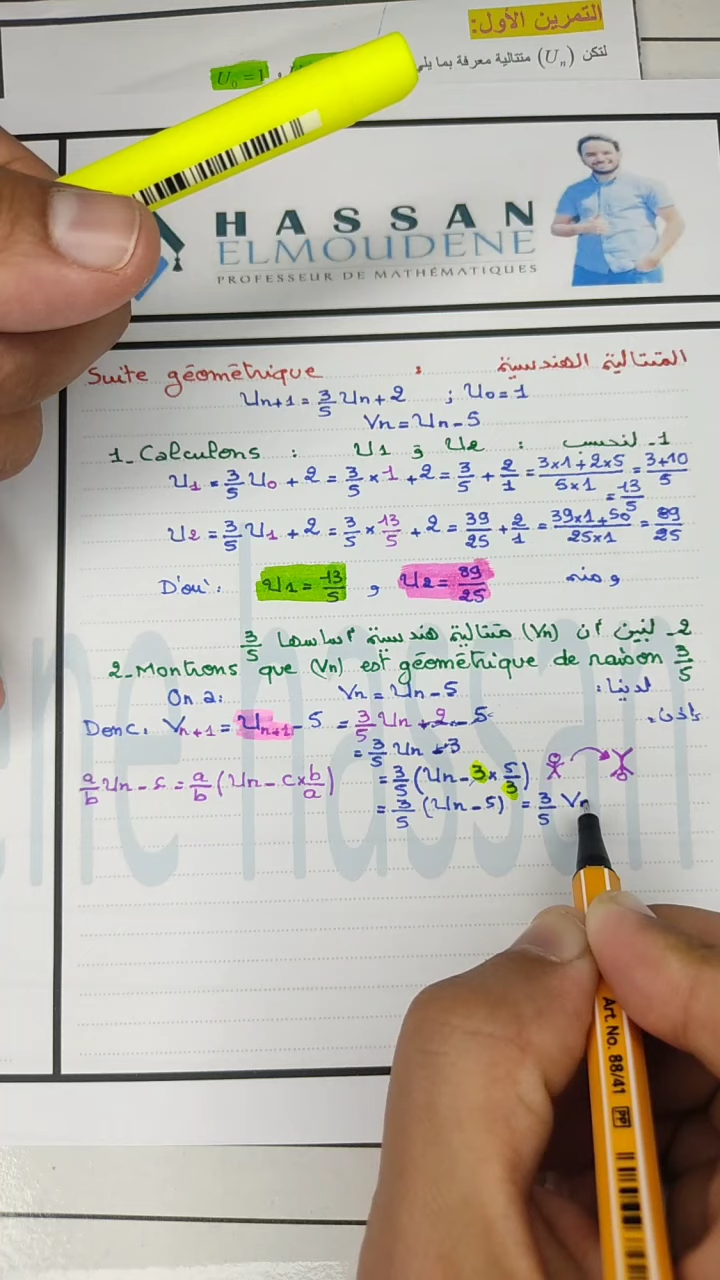 التمرين الأول:
لتكن (Un) متتالية معرفة بما يلي
U0 = 1 و
HASSAN
ELMOUDENE
PROFESSEUR DE MATHÉMATIQUES
Suite géométrique : المتتالية الهندسية
Un+1 = 3/5 Un + 2 ; U0 = 1
Vn = Un - 5
1_ Calculons : U1 و U2 : 1- لنحسب
U1 = 3/5 U0 + 2 = 3/5 × 1 + 2 = 3/5 + 2/1 = (3×1+2×5)/(5×1) = (3+10)/5
= 13/5
U2 = 3/5 U1 + 2 = 3/5 × 13/5 + 2 = 39/25 + 2/1 = (39×1+50)/(25×1) = 89/25
D'où : U1 = 13/5 و U2 = 89/25 ومنه
2- لنبين أن (Vn) متتالية هندسية أساسها 3/5
2_ Montrons que (Vn) est géométrique de raison 3/5
On a: Vn = Un - 5 لدينا:
Donc. Vn+1 = Un+1 - 5 = 3/5 Un + 2 - 5 إذن.
= 3/5 Un - 3
a/b Un - c = a/b (Un - c × b/a) = 3/5 (Un - 3 × 5/3)
= 3/5 (Un - 5) = 3/5 Vn
Art. No. 88/41 PP